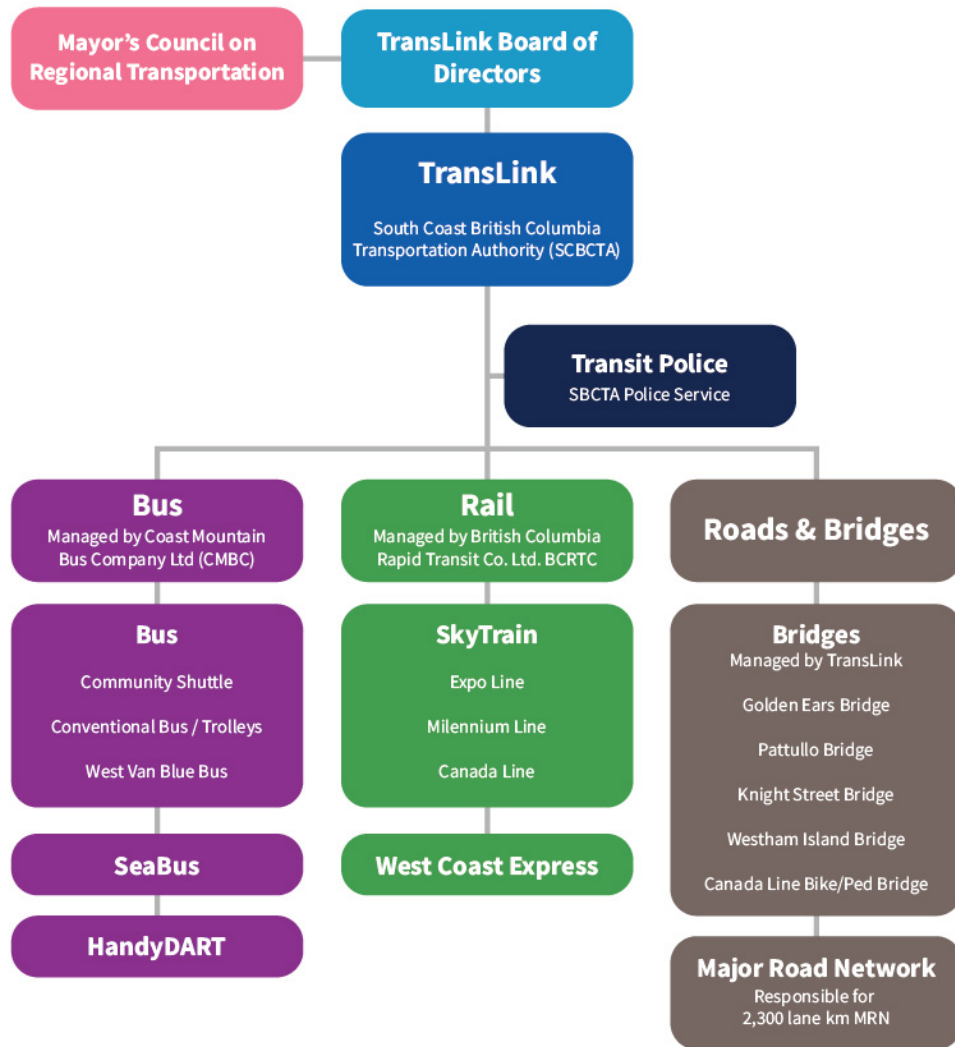 Mayor's Council on
Regional Transportation
TransLink Board of
Directors
TransLink
South Coast British Columbia
Transportation Authority (SCBCTA)
Transit Police
SBCTA Police Service
Bus
Managed by Coast Mountain
Bus Company Ltd (CMBC)
Rail
Managed by British Columbia
Rapid Transit Co. Ltd. BCRTC
Roads & Bridges
Bus
Community Shuttle
Conventional Bus / Trolleys
West Van Blue Bus
SkyTrain
Expo Line
Milennium Line
Canada Line
Bridges
Managed by TransLink
Golden Ears Bridge
Pattullo Bridge
Knight Street Bridge
Westham Island Bridge
Canada Line Bike/Ped Bridge
SeaBus
West Coast Express
HandyDART
Major Road Network
Responsible for
2,300 lane km MRN